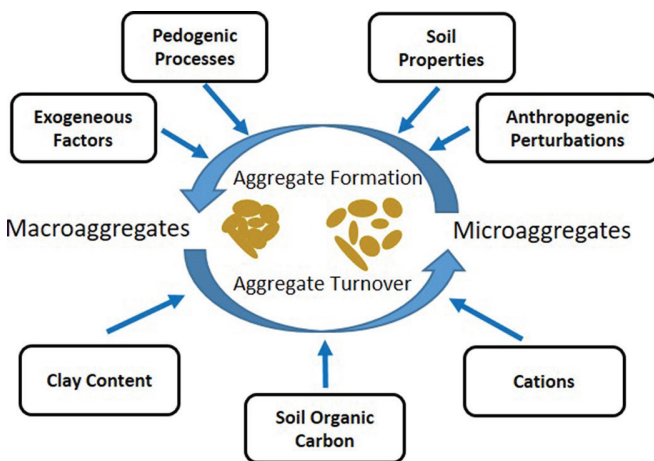 Pedogenic
Processes
Soil
Properties
Exogeneous
Factors
Anthropogenic
Perturbations
Aggregate Formation
Macroaggregates
Microaggregates
Aggregate Turnover
Clay Content
Soil Organic
Carbon
Cations